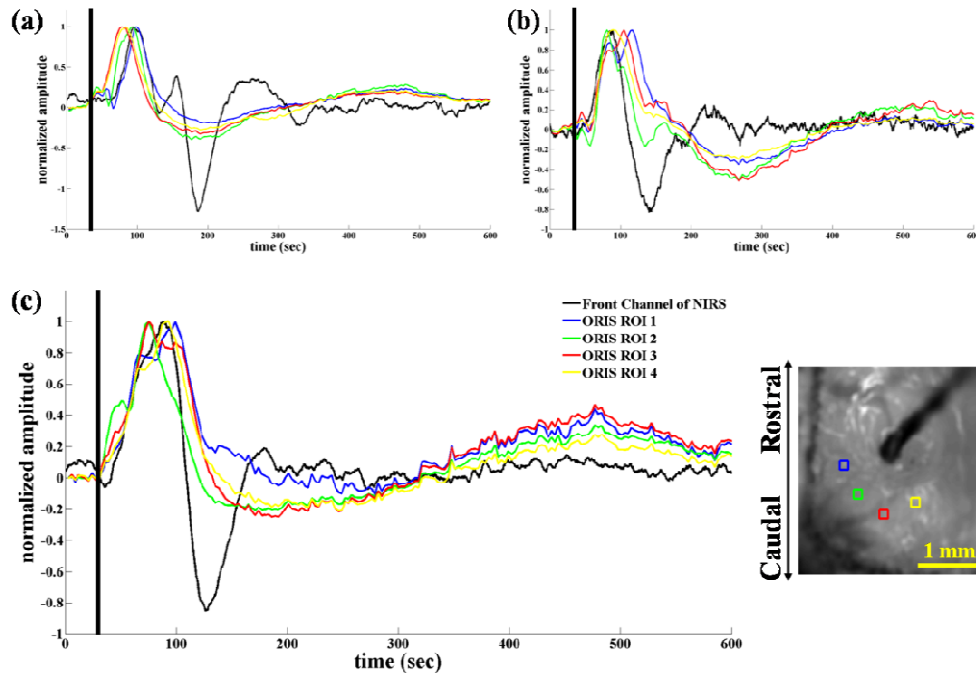 (a)
normalized amplitude
1
0.5
0
-0.5
-1
-1.5
0
100
200
300
400
500
600
time (sec)
(b)
normalized amplitude
1
0.8
0.6
0.4
0.2
0
-0.2
-0.4
-0.6
-0.8
-1
0
100
200
300
400
500
600
time (sec)
(c)
normalized amplitude
1
0.8
0.6
0.4
0.2
0
-0.2
-0.4
-0.6
-0.8
-1
0
100
200
300
400
500
600
time (sec)
Front Channel of NIRS
ORIS ROI 1
ORIS ROI 2
ORIS ROI 3
ORIS ROI 4
Rostral
Caudal
1 mm